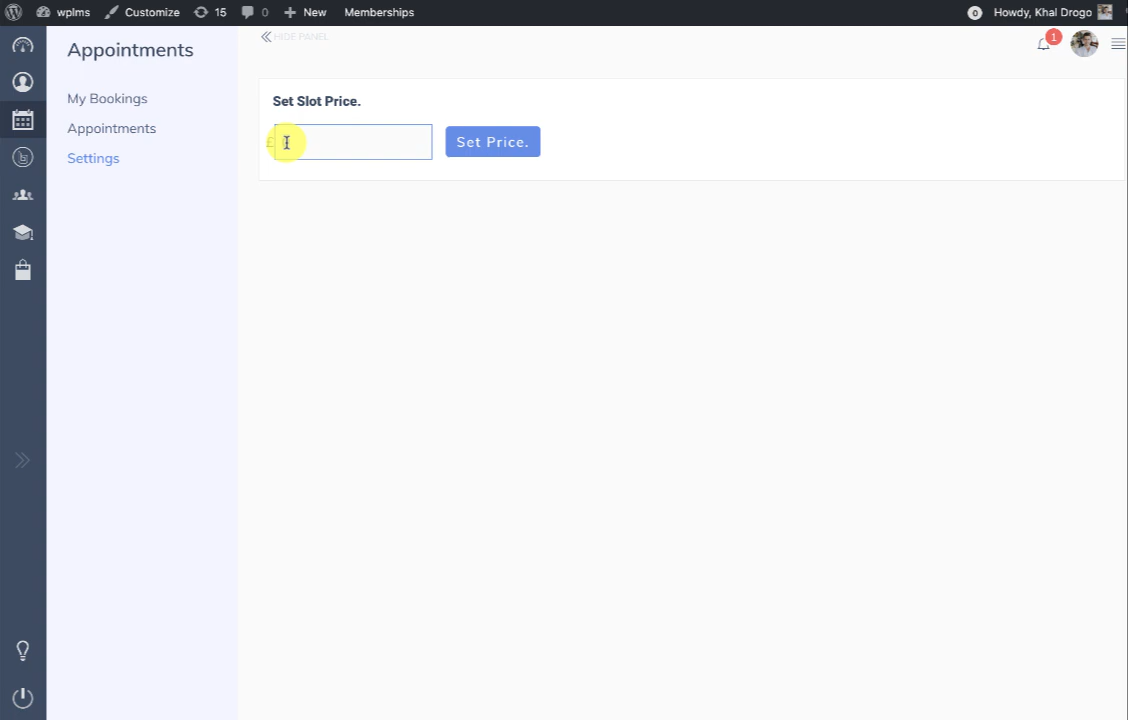 wplms Customize 15 0 New Memberships 0 Howdy, Khal Drogo
Appointments
HIDE PANEL
1
My Bookings
Appointments
Settings
Set Slot Price.
£
Set Price.